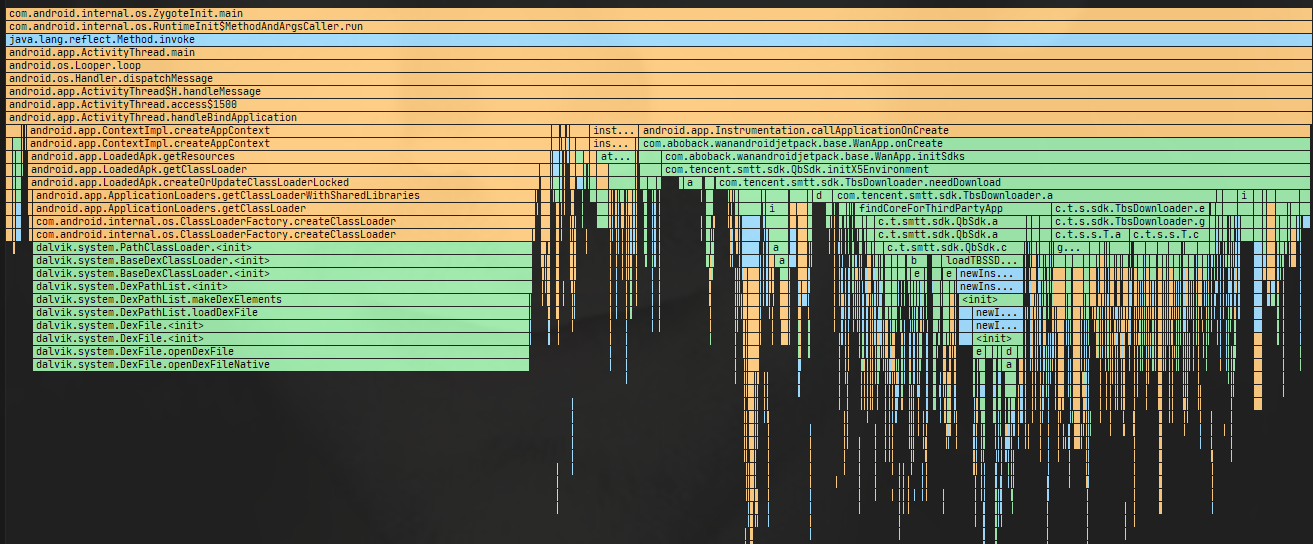 com.android.internal.os.ZygoteInit.main
com.android.internal.os.RuntimeInit$MethodAndArgsCaller.run
java.lang.reflect.Method.invoke
android.app.ActivityThread.main
android.os.Looper.loop
android.os.Handler.dispatchMessage
android.app.ActivityThread$H.handleMessage
android.app.ActivityThread.access$1500
android.app.ActivityThread.handleBindApplication
android.app.ContextImpl.createAppContext inst... android.app.Instrumentation.callApplicationOnCreate
android.app.ContextImpl.createAppContext ins... com.aboback.wanandroidjetpack.base.WanApp.onCreate
android.app.LoadedApk.getResources at... com.aboback.wanandroidjetpack.base.WanApp.initSdks
android.app.LoadedApk.getClassLoader com.tencent.smtt.sdk.QbSdk.initX5Environment
android.app.LoadedApk.createOrUpdateClassLoaderLocked a com.tencent.smtt.sdk.TbsDownloader.needDownload
android.app.ApplicationLoaders.getClassLoaderWithSharedLibraries d com.tencent.smtt.sdk.TbsDownloader.a i
android.app.ApplicationLoaders.getClassLoader i findCoreForThirdPartyApp c.t.s.sdk.TbsDownloader.e
com.android.internal.os.ClassLoaderFactory.createClassLoader c.t.smtt.sdk.QbSdk.a c.t.s.sdk.TbsDownloader.g
com.android.internal.os.ClassLoaderFactory.createClassLoader c.t.smtt.sdk.QbSdk.a c.t.s.s.T.a c.t.s.s.T.c
dalvik.system.PathClassLoader.<init> a c.t.smtt.sdk.QbSdk.c g...
dalvik.system.BaseDexClassLoader.<init> a b loadTBSSD...
dalvik.system.BaseDexClassLoader.<init> e e newIns...
dalvik.system.DexPathList.<init> newIns...
dalvik.system.DexPathList.makeDexElements <init>
dalvik.system.DexPathList.loadDexFile newI...
dalvik.system.DexFile.<init> newI...
dalvik.system.DexFile.<init> <init>
dalvik.system.DexFile.openDexFile e d
dalvik.system.DexFile.openDexFileNative a